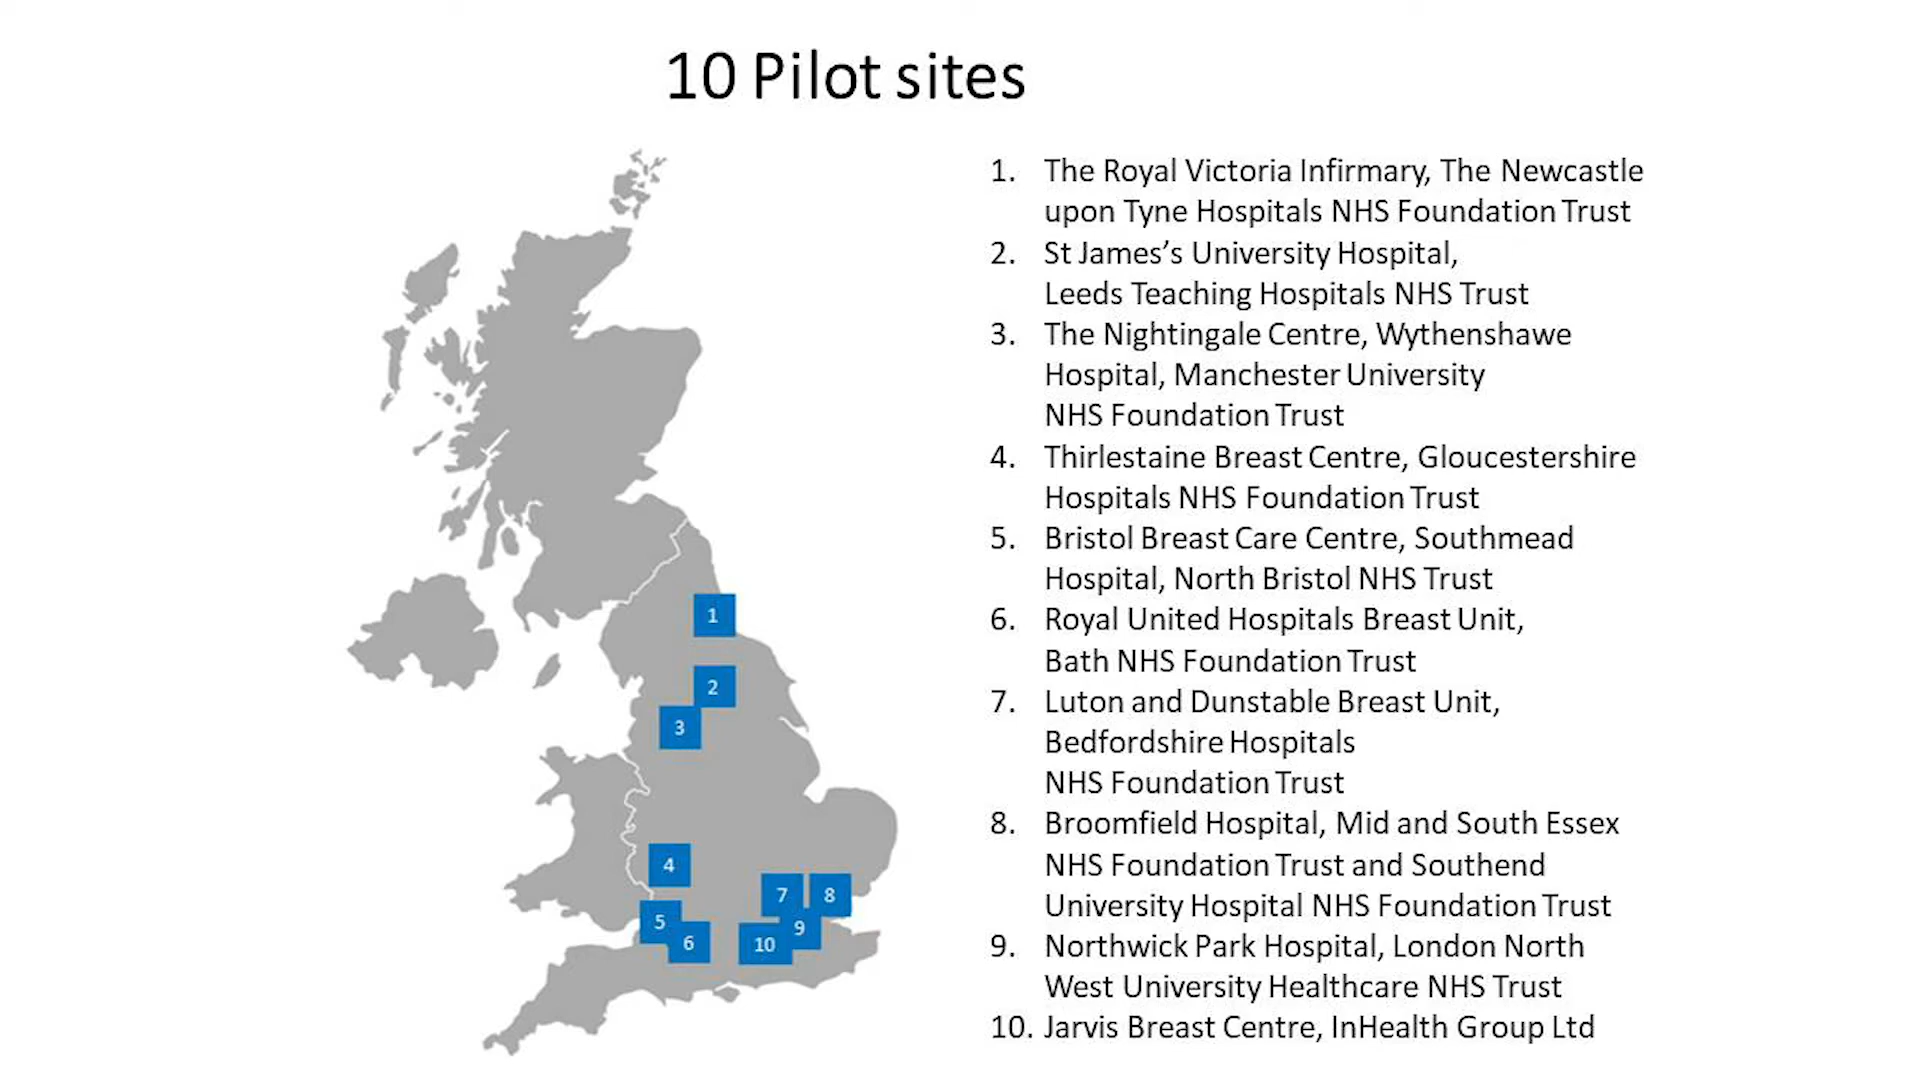 10 Pilot sites
1. The Royal Victoria Infirmary, The Newcastle
upon Tyne Hospitals NHS Foundation Trust
2. St James’s University Hospital,
Leeds Teaching Hospitals NHS Trust
3. The Nightingale Centre, Wythenshawe
Hospital, Manchester University
NHS Foundation Trust
4. Thirlestaine Breast Centre, Gloucestershire
Hospitals NHS Foundation Trust
5. Bristol Breast Care Centre, Southmead
Hospital, North Bristol NHS Trust
6. Royal United Hospitals Breast Unit,
Bath NHS Foundation Trust
7. Luton and Dunstable Breast Unit,
Bedfordshire Hospitals
NHS Foundation Trust
8. Broomfield Hospital, Mid and South Essex
NHS Foundation Trust and Southend
University Hospital NHS Foundation Trust
9. Northwick Park Hospital, London North
West University Healthcare NHS Trust
10. Jarvis Breast Centre, InHealth Group Ltd
1
2
3
4
5
6
7
8
9
10